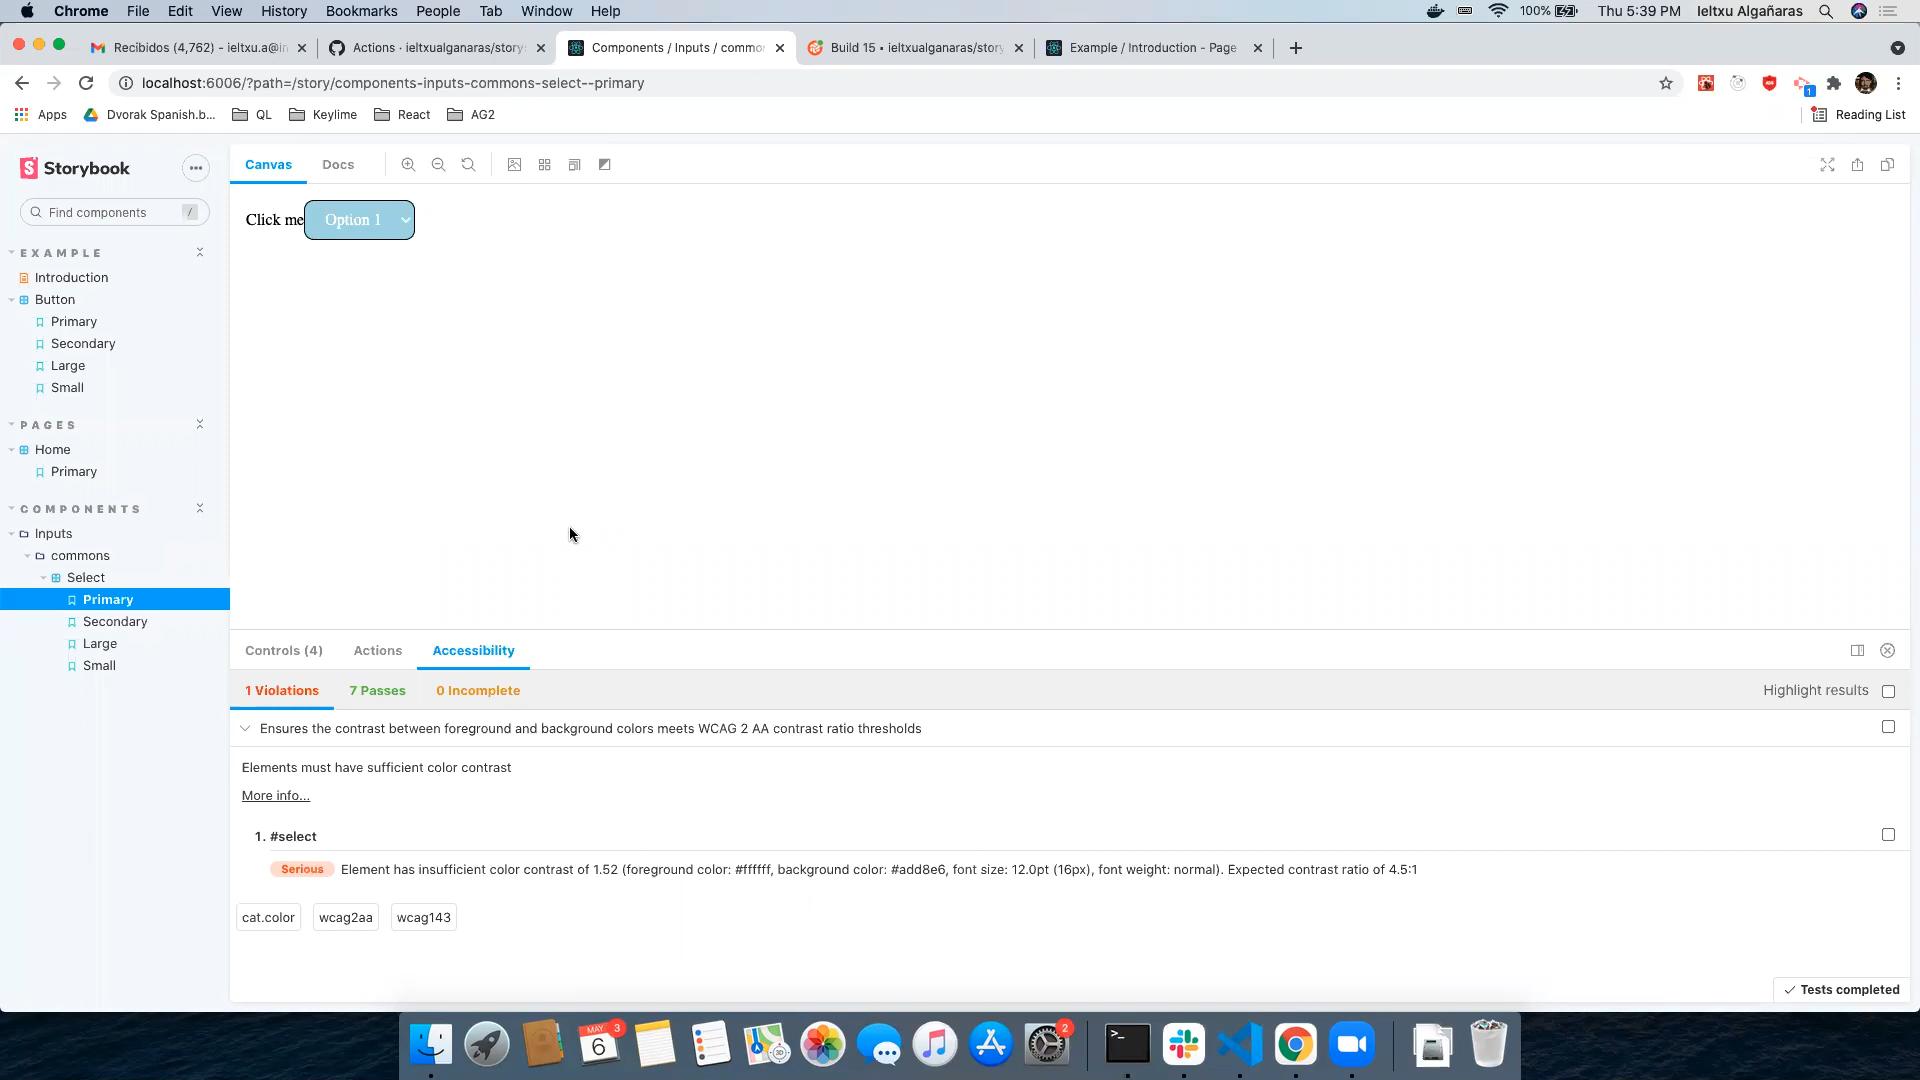 Chrome File Edit View History Bookmarks People Tab Window Help 100% Thu 5:39 PM Ieltxu Algañaras
Recibidos (4,762) - ieltxu.a@in
Actions · ieltxualganaras/story
Components / Inputs / commo
Build 15 • ieltxualganaras/story
Example / Introduction - Page
localhost:6006/?path=/story/components-inputs-commons-select--primary
1
Apps Dvorak Spanish.b... QL Keylime React AG2 Reading List
Storybook
Canvas Docs
Find components /
Click me Option 1
EXAMPLE
Introduction
Button
Primary
Secondary
Large
Small
PAGES
Home
Primary
COMPONENTS
Inputs
commons
Select
Primary
Secondary
Large
Small
Controls (4) Actions Accessibility
1 Violations 7 Passes 0 Incomplete Highlight results
Ensures the contrast between foreground and background colors meets WCAG 2 AA contrast ratio thresholds
Elements must have sufficient color contrast
More info...
1. #select
Serious Element has insufficient color contrast of 1.52 (foreground color: #ffffff, background color: #add8e6, font size: 12.0pt (16px), font weight: normal). Expected contrast ratio of 4.5:1
cat.color wcag2aa wcag143
Tests completed
MAY 3
6
3D
2